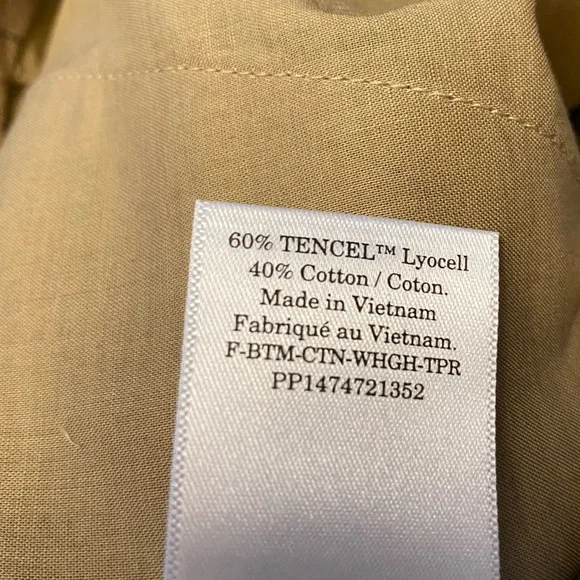 60% TENCEL™ Lyocell
40% Cotton / Coton.
Made in Vietnam
Fabriqué au Vietnam.
F-BTM-CTN-WHGH-TPR
PP1474721352